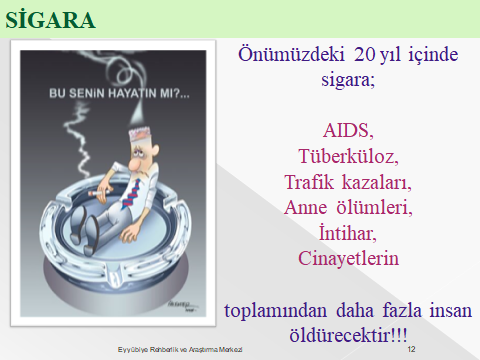 SİGARA
BU SENİN HAYATIN MI?...
Önümüzdeki 20 yıl içinde
sigara;
AIDS,
Tüberküloz,
Trafik kazaları,
Anne ölümleri,
İntihar,
Cinayetlerin
toplamından daha fazla insan
öldürecektir!!!
Eyyübiye Rehberlik ve Araştırma Merkezi
12